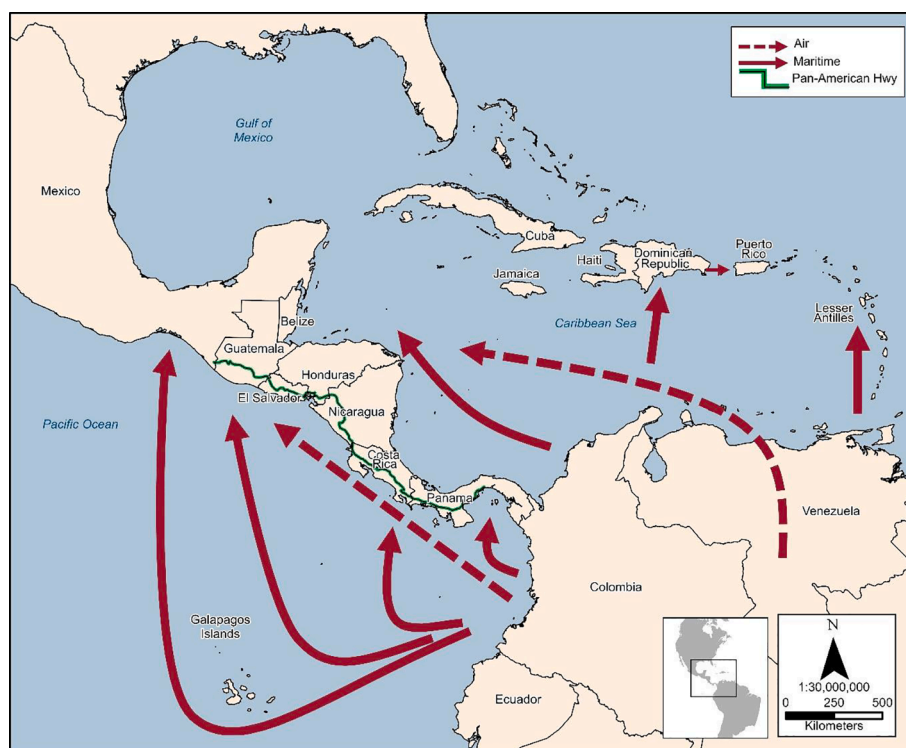 Air
Maritime
Pan-American Hwy
Gulf of
Mexico
Mexico
Cuba
Haiti
Dominican
Republic
Puerto
Rico
Jamaica
Belize
Caribbean Sea
Lesser
Antilles
Guatemala
Honduras
El Salvador
Nicaragua
Pacific Ocean
Costa
Rica
Panama
Venezuela
Colombia
Galapagos
Islands
Ecuador
N
1:30,000,000
0 250 500
Kilometers